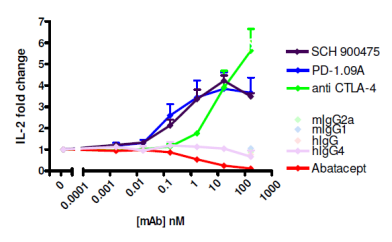 7
6
5
4
3
2
1
0
IL-2 fold change
0
0.0001
0.001
0.01
0.1
1
10
100
1000
[mAb] nM
SCH 900475
PD-1.09A
anti CTLA-4
mIgG2a
mIgG1
hIgG
hIgG4
Abatacept